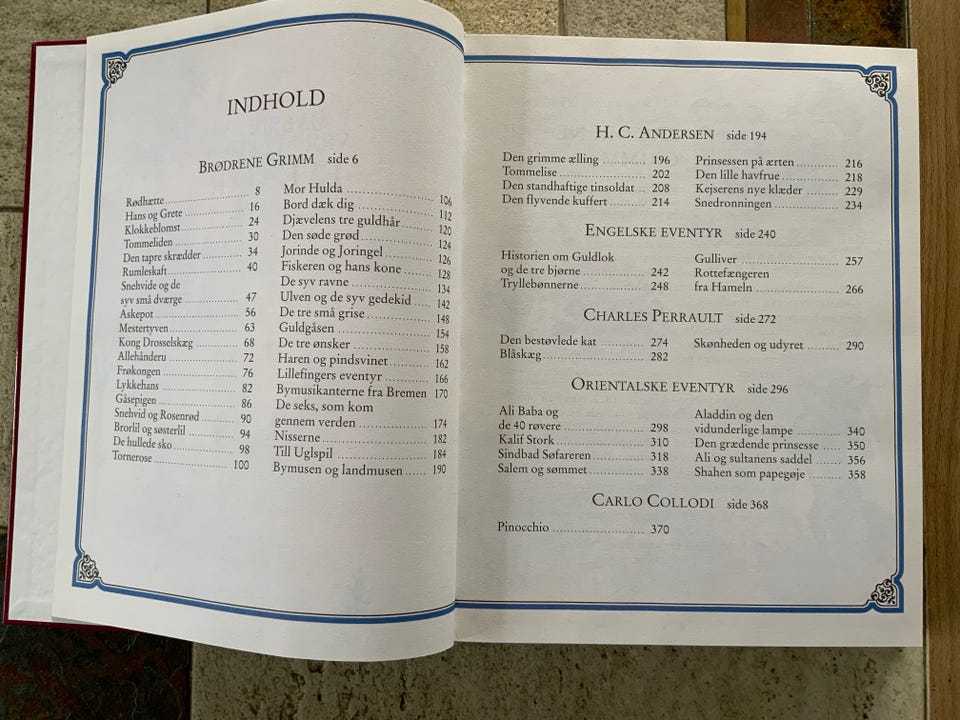 INDHOLD
BRØDRENE GRIMM side 6
Rødhætte 8
Hans og Grete 16
Klokkeblomst 24
Tommeliden 30
Den tapre skrædder 34
Rumleskaft 40
Snehvide og de
syv små dværge 47
Askepot 56
Mestertyven 63
Kong Drosselskæg 68
Allehånderu 72
Frøkongen 76
Lykkehans 82
Gåsepigen 86
Snehvid og Rosenrød 90
Brorlil og søsterlil 94
De hullede sko 98
Tornerose 100
Mor Hulda 106
Bord dæk dig 112
Djævelens tre guldhår 120
Den søde grød 124
Jorinde og Joringel 126
Fiskeren og hans kone 128
De syv ravne 134
Ulven og de syv gedekid 142
De tre små grise 148
Guldgåsen 154
De tre ønsker 158
Haren og pindsvinet 162
Lillefingers eventyr 166
Bymusikanterne fra Bremen 170
De seks, som kom
gennem verden 174
Nisserne 182
Till Uglspil 184
Bymusen og landmusen 190
H. C. ANDERSEN side 194
Den grimme ælling 196
Tommelise 202
Den standhaftige tinsoldat 208
Den flyvende kuffert 214
Prinsessen på ærten 216
Den lille havfrue 218
Kejserens nye klæder 229
Snedronningen 234
ENGELSKE EVENTYR side 240
Historien om Guldlok
og de tre bjørne 242
Tryllebønnerne 248
Gulliver 257
Rottefængeren
fra Hameln 266
CHARLES PERRAULT side 272
Den bestøvlede kat 274
Blåskæg 282
Skønheden og udyret 290
ORIENTALSKE EVENTYR side 296
Ali Baba og
de 40 røvere 298
Kalif Stork 310
Sindbad Søfareren 318
Salem og sømmet 338
Aladdin og den
vidunderlige lampe 340
Den grædende prinsesse 350
Ali og sultanens saddel 356
Shahen som papegøje 358
CARLO COLLODI side 368
Pinocchio 370